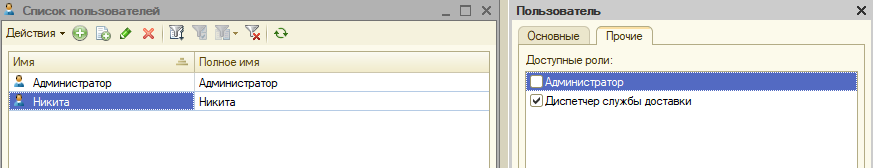 Список пользователей
Действия
Имя Полное имя
Администратор Администратор
Никита Никита
Пользователь
Основные Прочие
Доступные роли:
Администратор
Диспетчер службы доставки